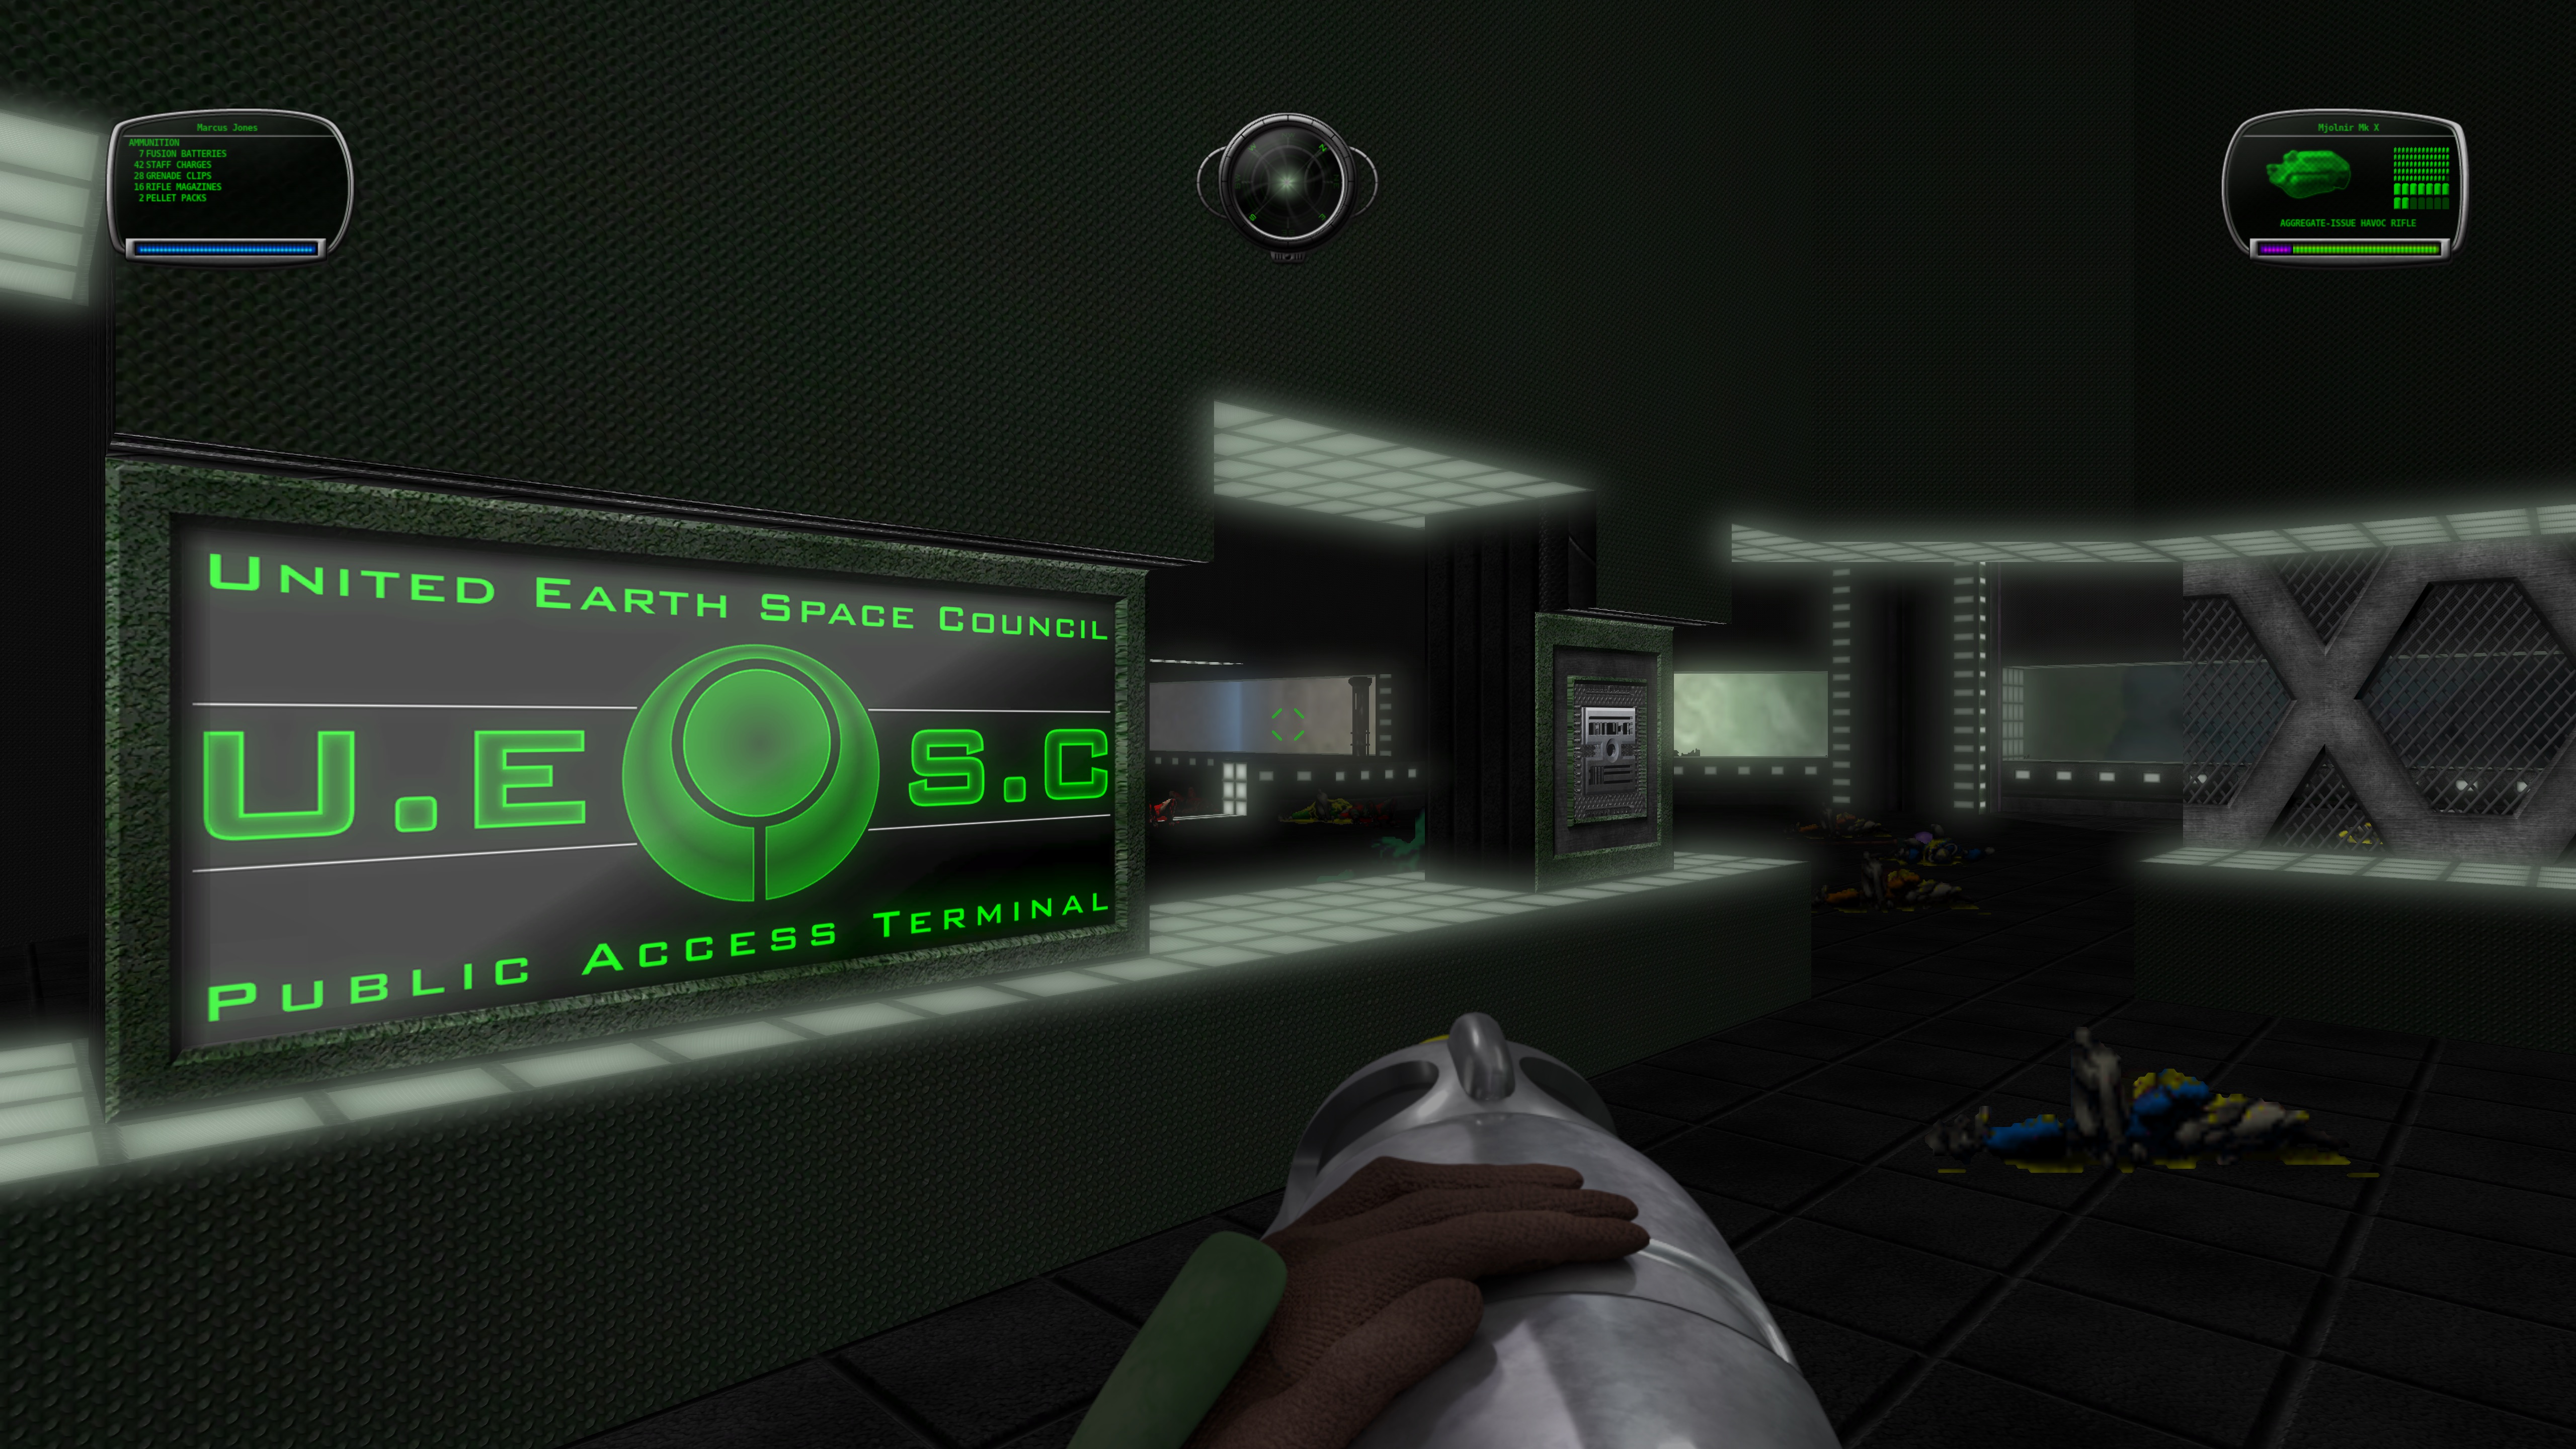 Marcus Jones
AMMUNITION
7 FUSION BATTERIES
42 STAFF CHARGES
28 GRENADE CLIPS
16 RIFLE MAGAZINES
2 PELLET PACKS
Mjolnir Mk X
AGGREGATE-ISSUE HAVOC RIFLE
UNITED EARTH SPACE COUNCIL
U.E S.C
PUBLIC ACCESS TERMINAL